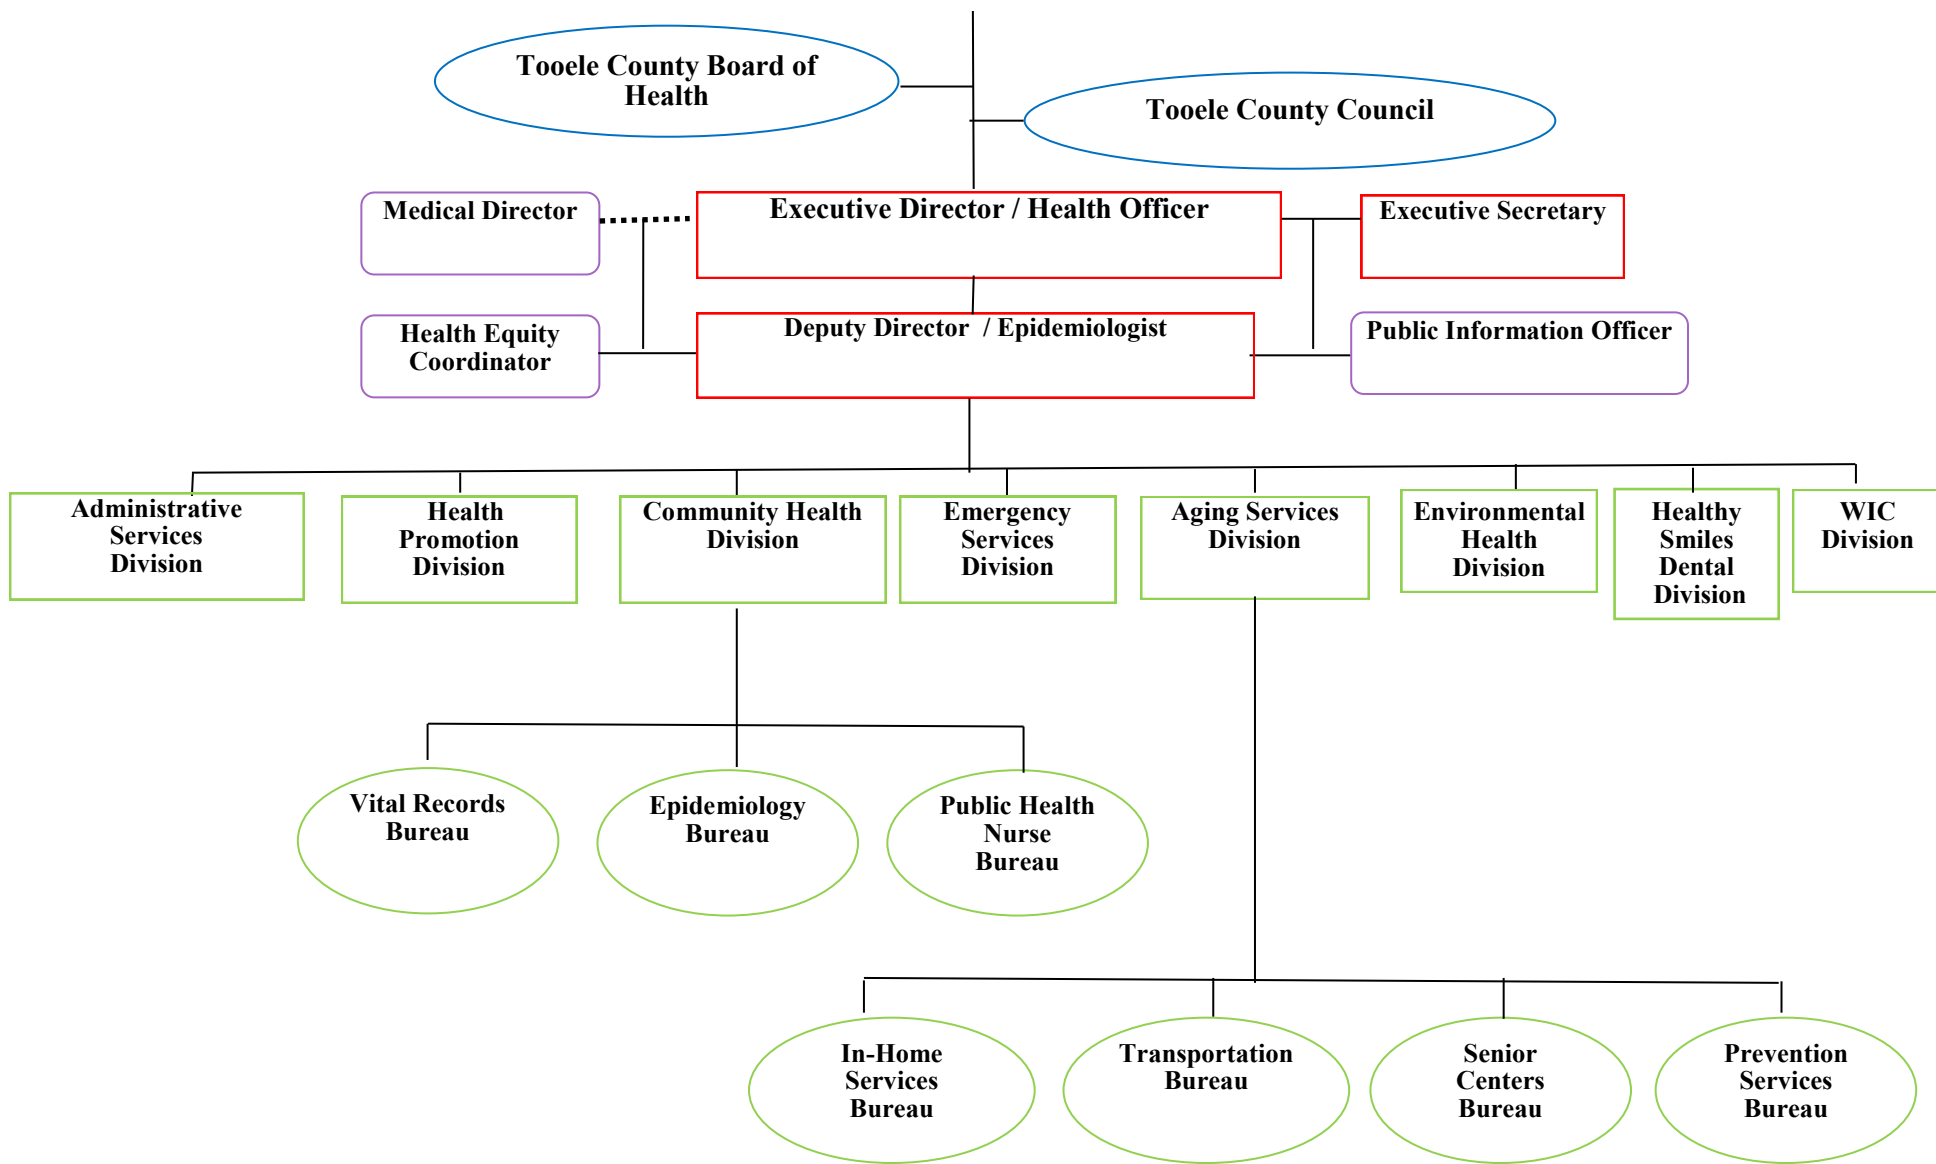 Tooele County Board of
Health
Tooele County Council
Medical Director
Executive Director / Health Officer
Executive Secretary
Health Equity
Coordinator
Deputy Director / Epidemiologist
Public Information Officer
Administrative
Services
Division
Health
Promotion
Division
Community Health
Division
Emergency
Services
Division
Aging Services
Division
Environmental
Health
Division
Healthy
Smiles
Dental
Division
WIC
Division
Vital Records
Bureau
Epidemiology
Bureau
Public Health
Nurse
Bureau
In-Home
Services
Bureau
Transportation
Bureau
Senior
Centers
Bureau
Prevention
Services
Bureau